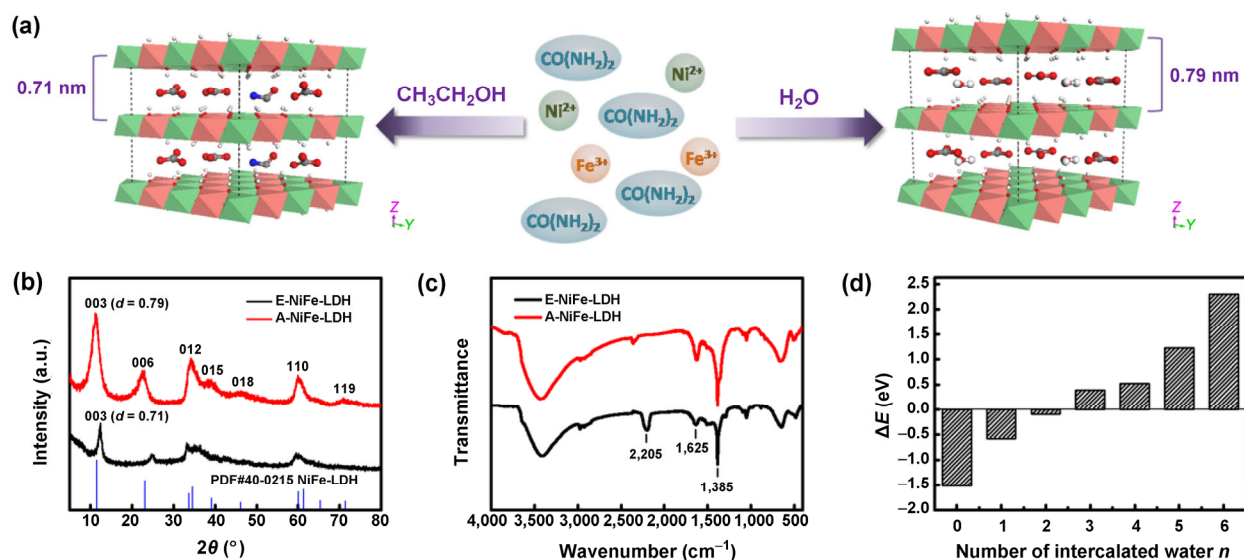 (a)
0.71 nm
CH₃CH₂OH
CO(NH₂)₂
Ni²⁺
Ni²⁺
CO(NH₂)₂
Fe³⁺
Fe³⁺
CO(NH₂)₂
CO(NH₂)₂
H₂O
0.79 nm
Z
Y
Z
Y
(b)
003 (d = 0.79)
E-NiFe-LDH
A-NiFe-LDH
006
012
015
018
110
119
003 (d = 0.71)
PDF#40-0215 NiFe-LDH
Intensity (a.u.)
10 20 30 40 50 60 70 80
2θ (°)
(c)
E-NiFe-LDH
A-NiFe-LDH
2,205
1,625
1,385
Transmittance
4,000 3,500 3,000 2,500 2,000 1,500 1,000 500
Wavenumber (cm⁻¹)
(d)
2.5
2.0
1.5
1.0
0.5
0.0
−0.5
−1.0
−1.5
−2.0
ΔE (eV)
0 1 2 3 4 5 6
Number of intercalated water n